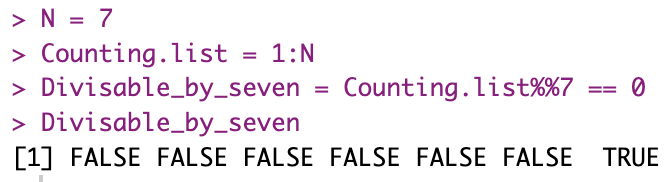 > N = 7
> Counting.list = 1:N
> Divisable_by_seven = Counting.list%%7 == 0
> Divisable_by_seven
[1] FALSE FALSE FALSE FALSE FALSE FALSE  TRUE